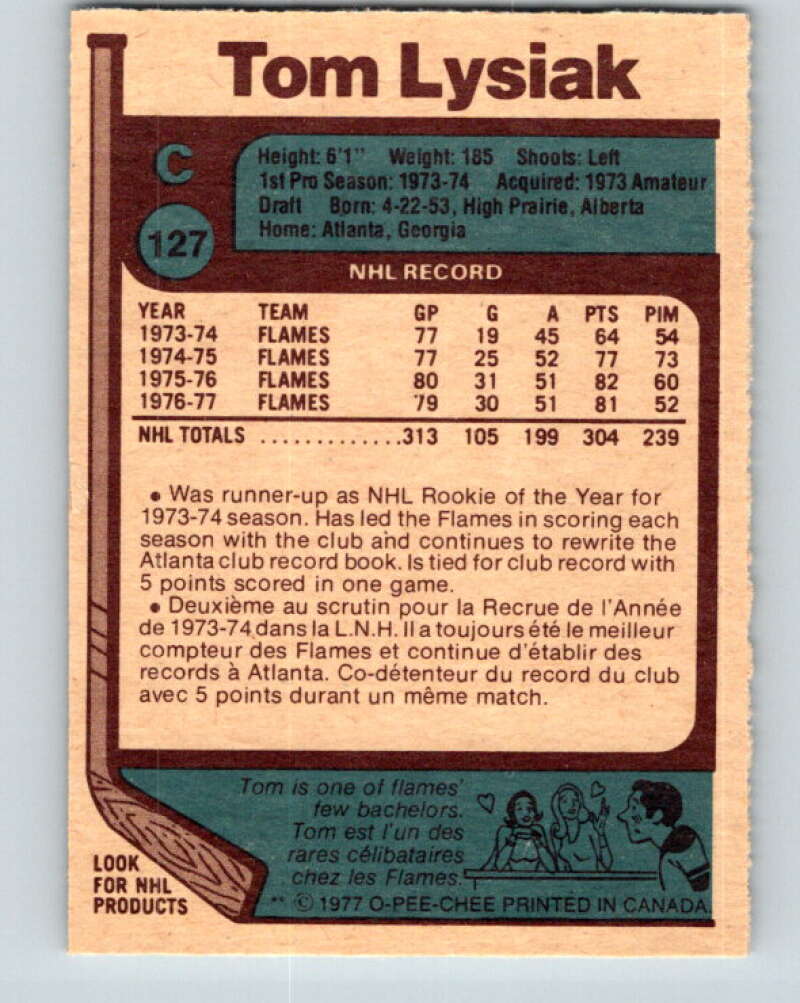 Tom Lysiak
C
127
Height: 6'1" Weight: 185 Shoots: Left
1st Pro Season: 1973-74 Acquired: 1973 Amateur
Draft Born: 4-22-53, High Prairie, Alberta
Home: Atlanta, Georgia
NHL RECORD
YEAR TEAM GP G A PTS PIM
1973-74 FLAMES 77 19 45 64 54
1974-75 FLAMES 77 25 52 77 73
1975-76 FLAMES 80 31 51 82 60
1976-77 FLAMES 79 30 51 81 52
NHL TOTALS .............313 105 199 304 239
• Was runner-up as NHL Rookie of the Year for
1973-74 season. Has led the Flames in scoring each
season with the club and continues to rewrite the
Atlanta club record book. Is tied for club record with
5 points scored in one game.
• Deuxième au scrutin pour la Recrue de l'Année
de 1973-74 dans la L.N.H. Il a toujours été le meilleur
compteur des Flames et continue d'établir des
records à Atlanta. Co-détenteur du record du club
avec 5 points durant un même match.
Tom is one of flames'
few bachelors.
Tom est l'un des
rares célibataires
chez les Flames.
LOOK
FOR NHL
PRODUCTS
** © 1977 O-PEE-CHEE PRINTED IN CANADA.